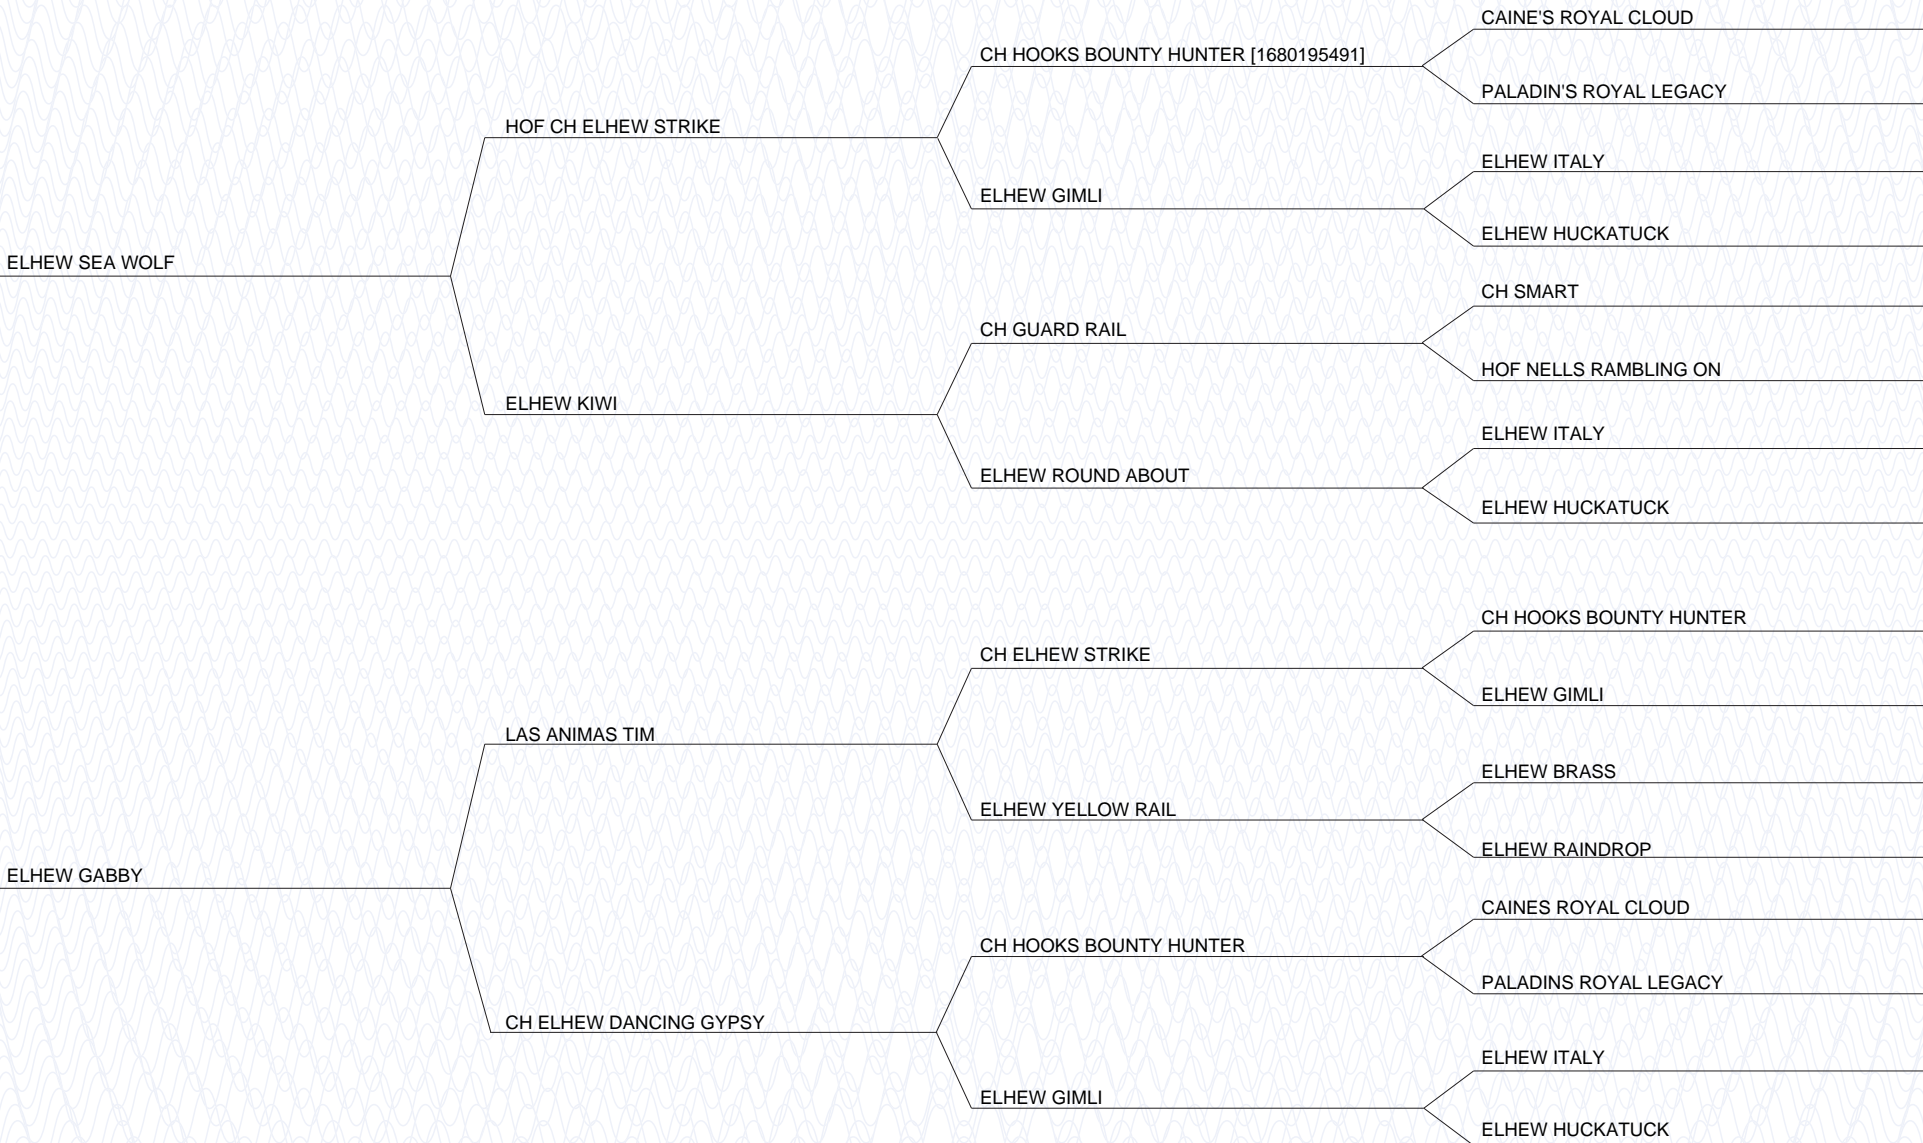 CAINE'S ROYAL CLOUD
CH HOOKS BOUNTY HUNTER [1680195491]
PALADIN'S ROYAL LEGACY
HOF CH ELHEW STRIKE
ELHEW ITALY
ELHEW GIMLI
ELHEW HUCKATUCK
ELHEW SEA WOLF
CH SMART
CH GUARD RAIL
HOF NELLS RAMBLING ON
ELHEW KIWI
ELHEW ITALY
ELHEW ROUND ABOUT
ELHEW HUCKATUCK
CH HOOKS BOUNTY HUNTER
CH ELHEW STRIKE
ELHEW GIMLI
LAS ANIMAS TIM
ELHEW BRASS
ELHEW YELLOW RAIL
ELHEW RAINDROP
ELHEW GABBY
CAINES ROYAL CLOUD
CH HOOKS BOUNTY HUNTER
PALADINS ROYAL LEGACY
CH ELHEW DANCING GYPSY
ELHEW ITALY
ELHEW GIMLI
ELHEW HUCKATUCK